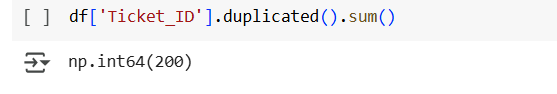 [ ] df['Ticket_ID'].duplicated().sum()
np.int64(200)